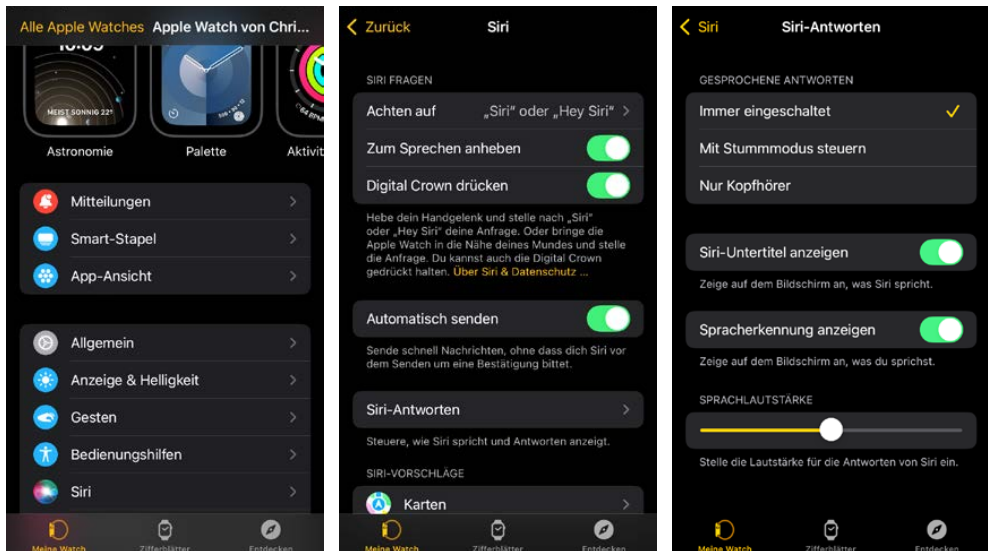 Alle Apple Watches Apple Watch von Chri...
MEIST SONNIG 22°
Astronomie
Palette
Aktivit
Mitteilungen
Smart-Stapel
App-Ansicht
Allgemein
Anzeige & Helligkeit
Gesten
Bedienungshilfen
Siri
Meine Watch
Zifferblätter
Entdecken
Zurück
Siri
SIRI FRAGEN
Achten auf „Siri“ oder „Hey Siri“
Zum Sprechen anheben
Digital Crown drücken
Hebe dein Handgelenk und stelle nach „Siri“
oder „Hey Siri“ deine Anfrage. Oder bringe die
Apple Watch in die Nähe deines Mundes und stelle
die Anfrage. Du kannst auch die Digital Crown
gedrückt halten. Über Siri & Datenschutz ...
Automatisch senden
Sende schnell Nachrichten, ohne dass dich Siri vor
dem Senden um eine Bestätigung bittet.
Siri-Antworten
Steuere, wie Siri spricht und Antworten anzeigt.
SIRI-VORSCHLÄGE
Karten
Meine Watch
Zifferblätter
Entdecken
Siri
Siri-Antworten
GESPROCHENE ANTWORTEN
Immer eingeschaltet
Mit Stummmodus steuern
Nur Kopfhörer
Siri-Untertitel anzeigen
Zeige auf dem Bildschirm an, was Siri spricht.
Spracherkennung anzeigen
Zeige auf dem Bildschirm an, was du sprichst.
SPRACHLAUTSTÄRKE
Stelle die Lautstärke für die Antworten von Siri ein.
Meine Watch
Zifferblätter
Entdecken